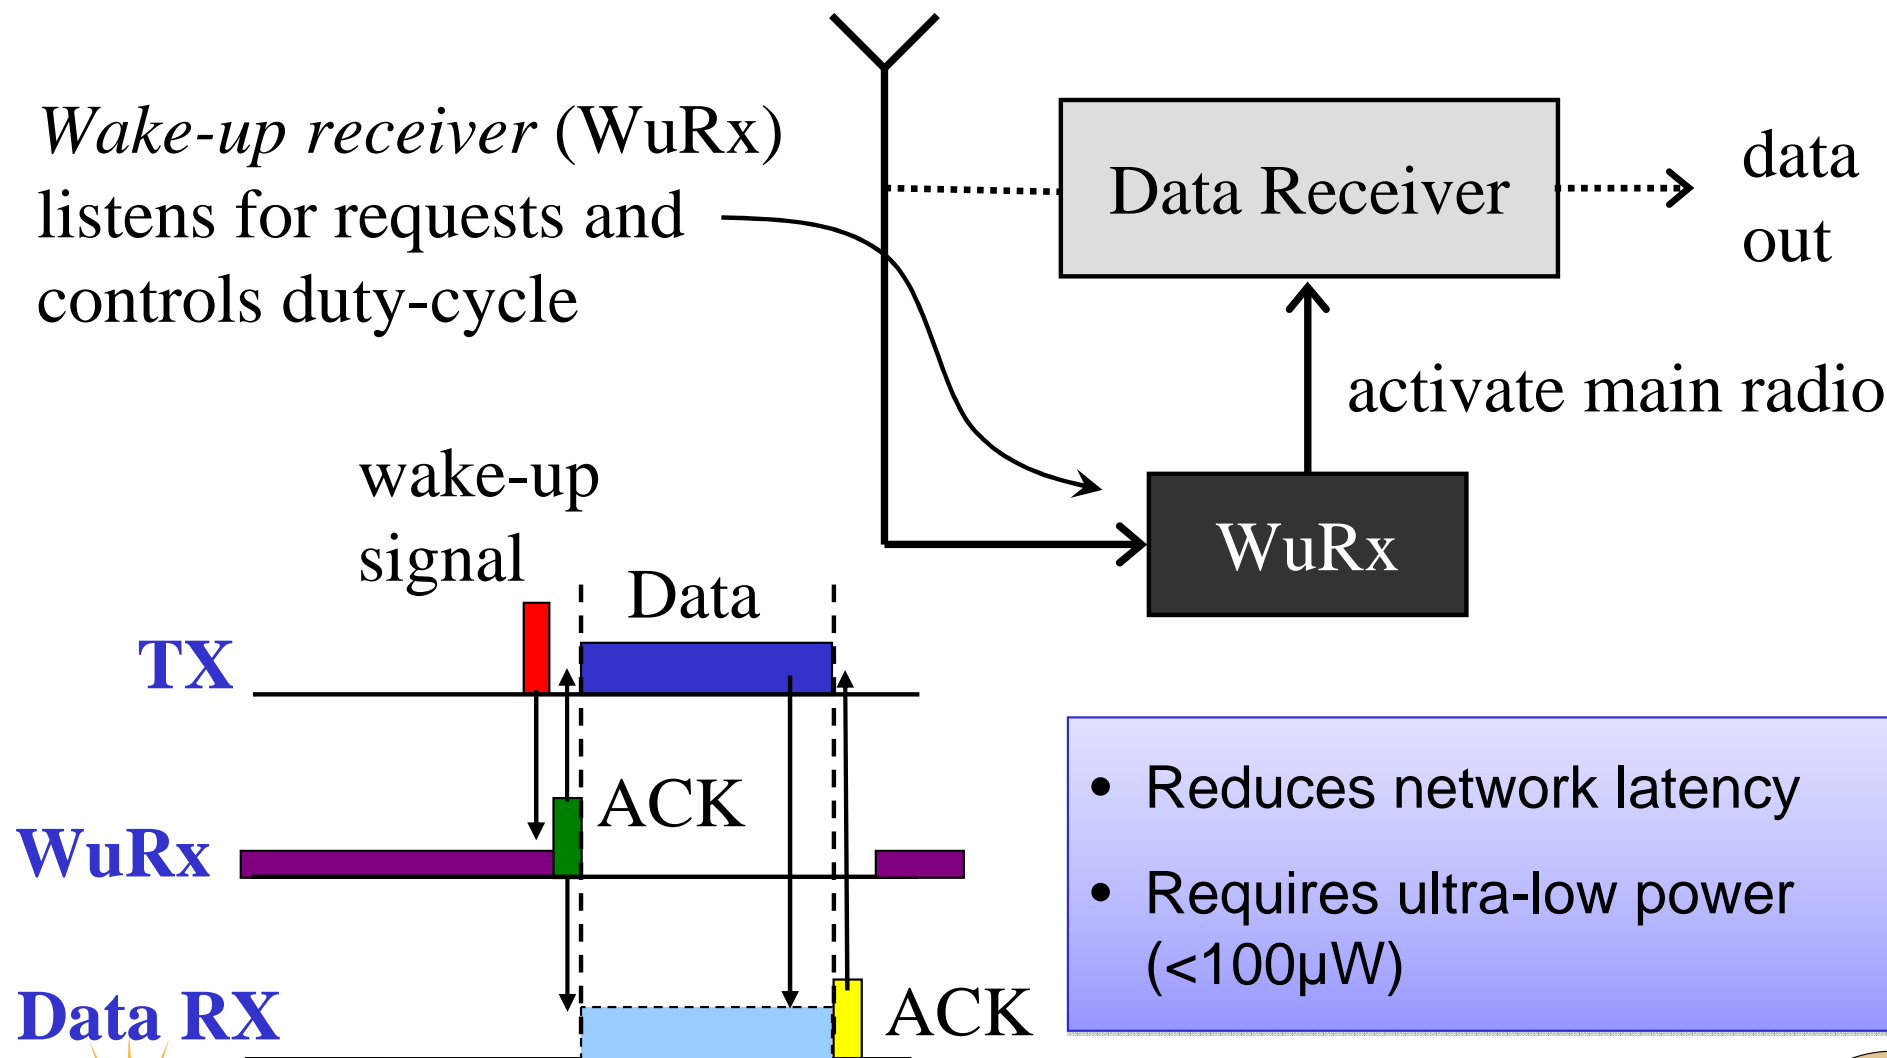 Wake-up receiver (WuRx)
listens for requests and
controls duty-cycle
Data Receiver
data
out
activate main radio
WuRx
wake-up
signal
Data
TX
ACK
WuRx
Data RX
ACK
• Reduces network latency
• Requires ultra-low power
(<100µW)